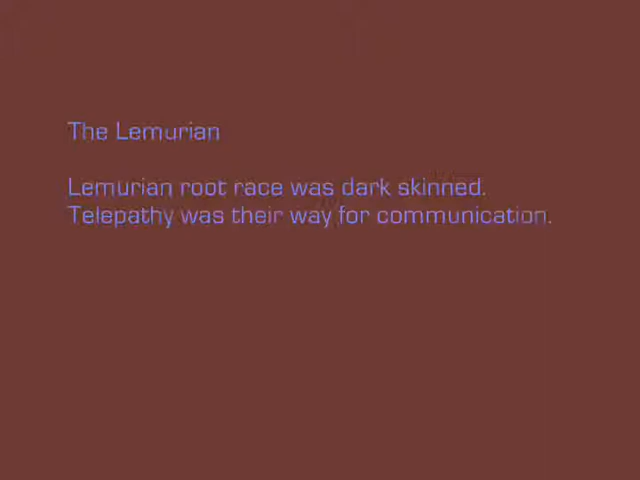 The Lemurian
Lemurian root race was dark skinned.
Telepathy was their way for communication.